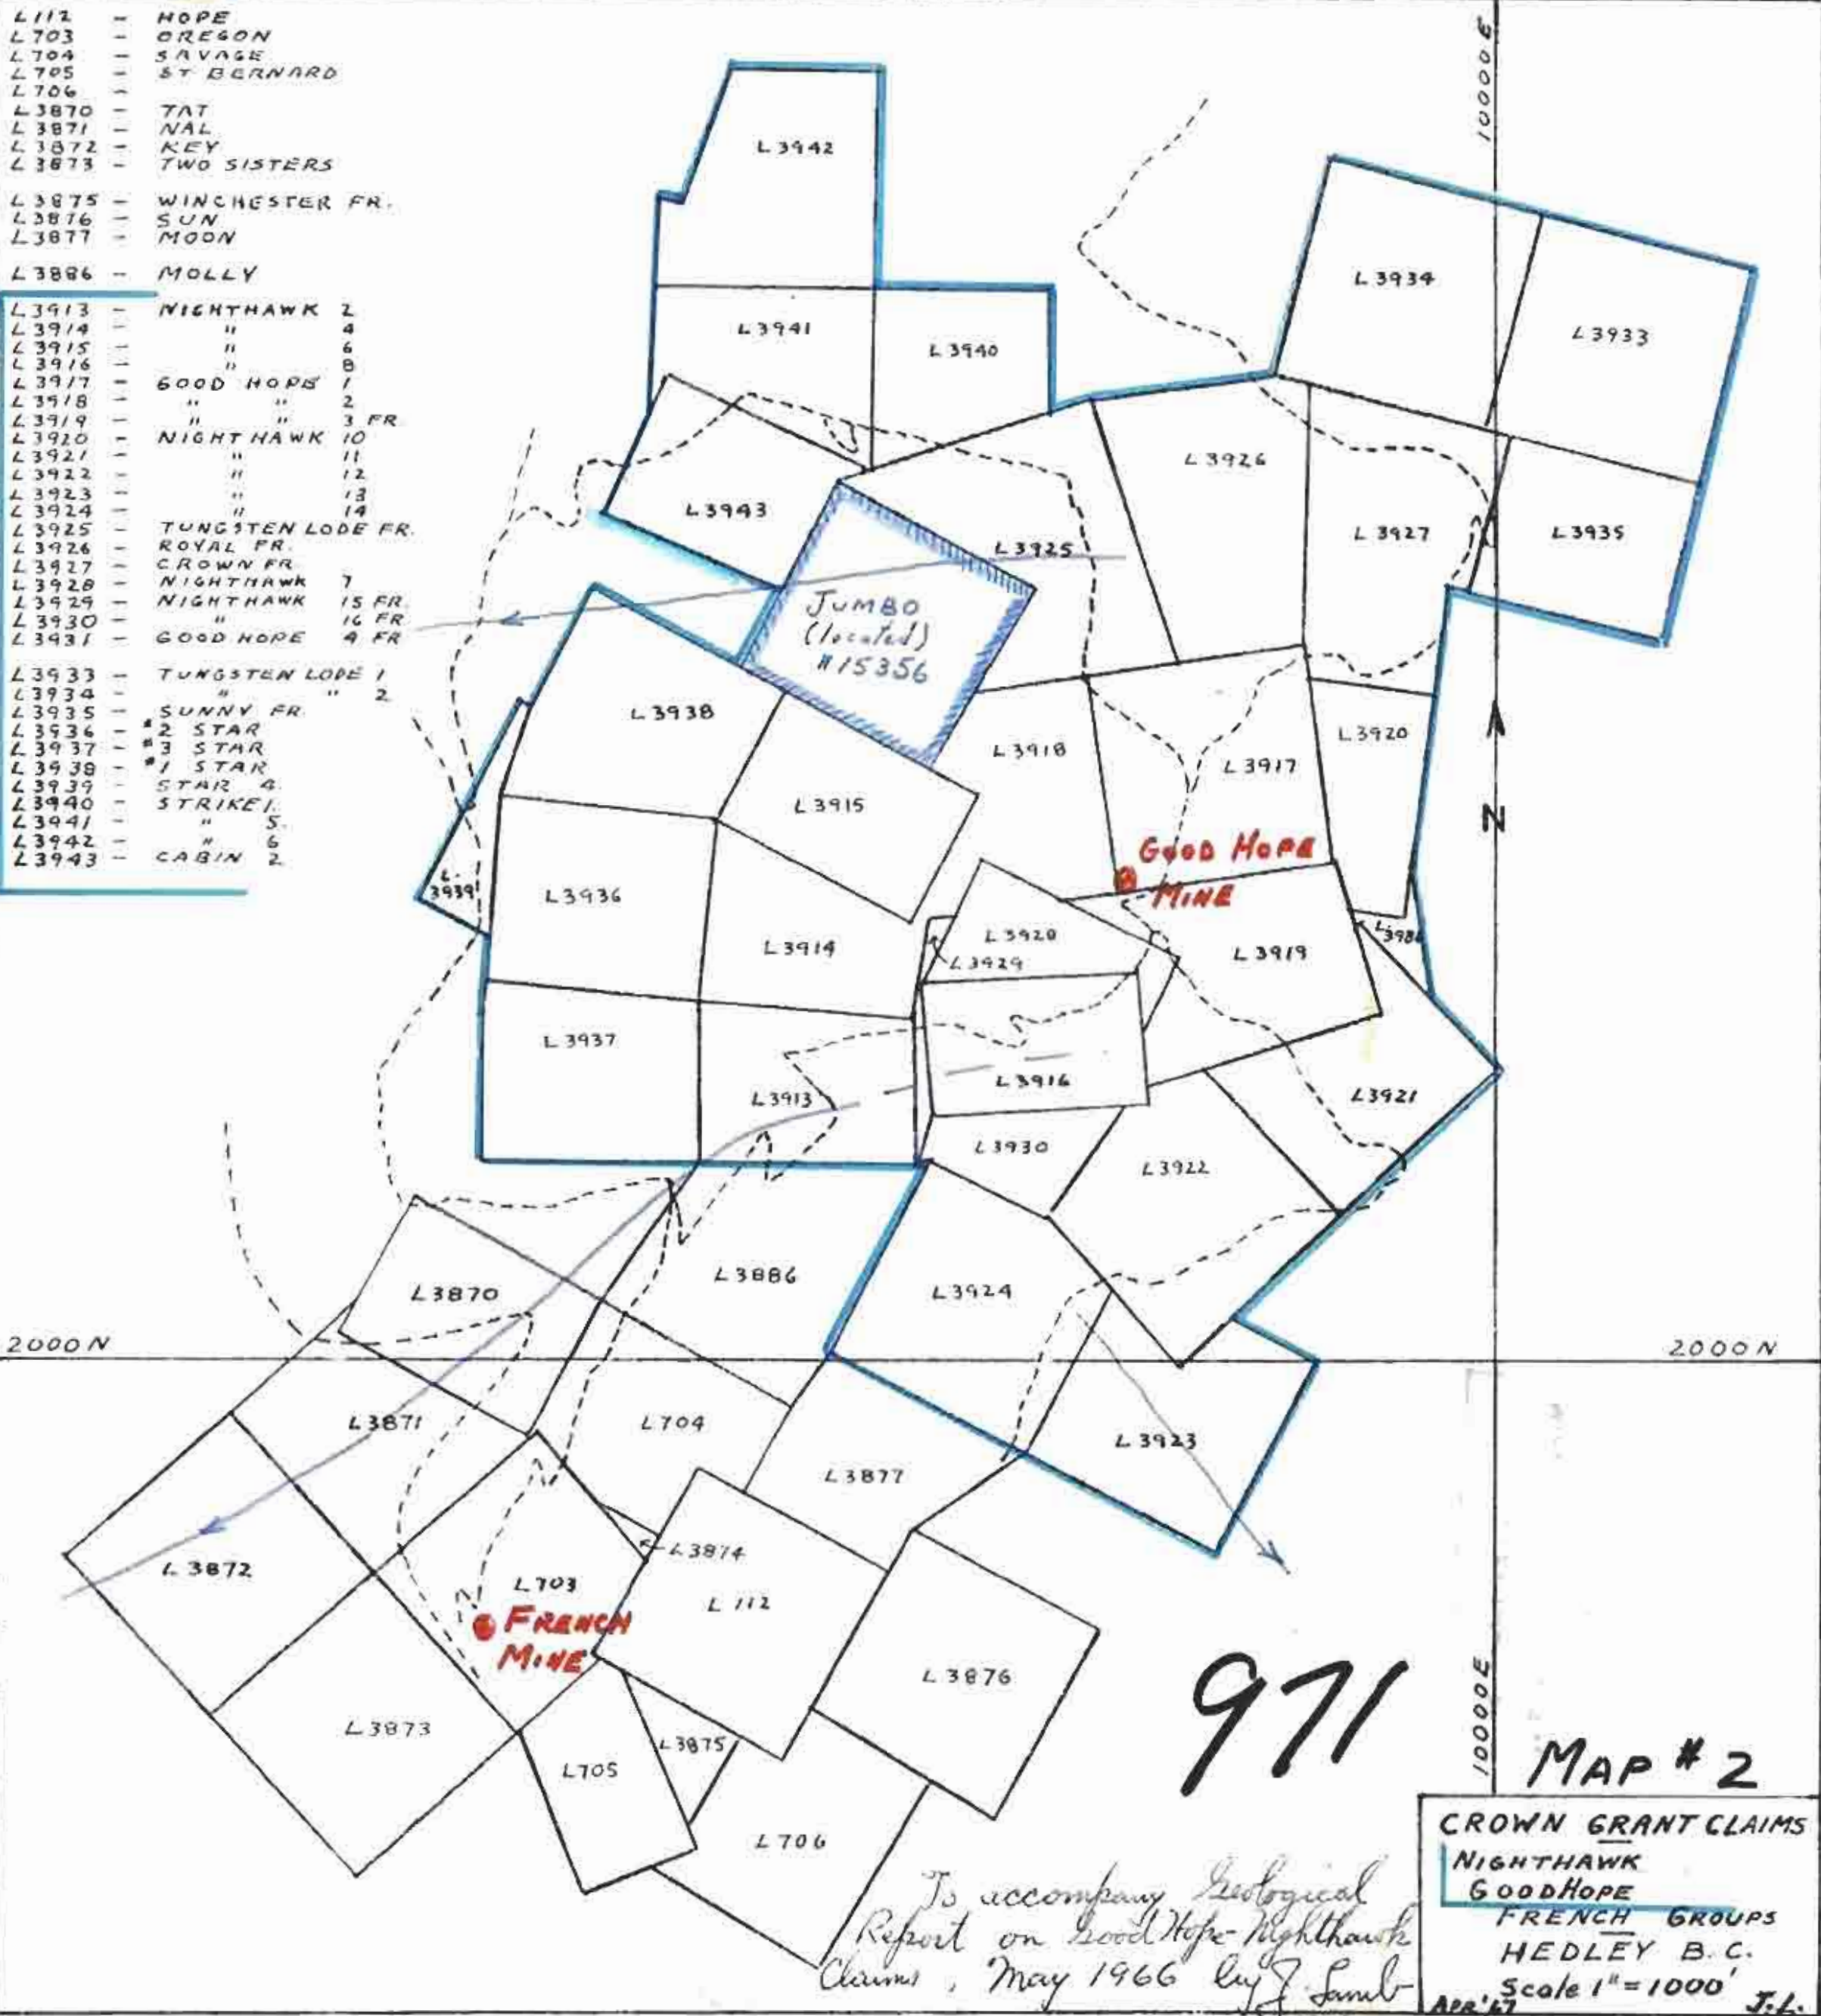 L112 - HOPE
L703 - OREGON
L704 - SAVAGE
L705 - ST BERNARD
L706 -
L3870 - TAT
L3871 - NAL
L3872 - KEY
L3873 - TWO SISTERS
L3875 - WINCHESTER FR.
L3876 - SUN
L3877 - MOON
L3886 - MOLLY
L3913 - NIGHTHAWK 2
L3914 - " 4
L3915 - " 6
L3916 - " 8
L3917 - GOOD HOPE 1
L3918 - " " 2
L3919 - " " 3 FR
L3920 - NIGHTHAWK 10
L3921 - " 11
L3922 - " 12
L3923 - " 13
L3924 - " 14
L3925 - TUNGSTEN LODE FR.
L3926 - ROYAL FR.
L3927 - CROWN FR
L3928 - NIGHTHAWK 7
L3929 - NIGHTHAWK 15 FR.
L3930 - " 16 FR
L3931 - GOOD HOPE 4 FR
L3933 - TUNGSTEN LODE 1
L3934 - " " 2
L3935 - SUNNY FR.
L3936 - #2 STAR
L3937 - #3 STAR
L3938 - #1 STAR
L3939 - STAR 4.
L3940 - STRIKE 1.
L3941 - " 5.
L3942 - " 6
L3943 - CABIN 2
10000E
L3942
L3934
L3933
L3941
L3940
L3926
L3943
L3925
L3927
L3935
JUMBO
(located)
#15356
L3938
L3918
L3920
L3917
L3915
N
GOOD HOPE
MINE
L.
3939
L3936
L3914
L3928
L3929
L3919
L3937
L3913
L3916
L3921
L3930
L3922
L3886
L3870
L3924
2000N
2000N
L3871
L704
L3877
L3923
L3874
L3872
L703
L112
FRENCH
MINE
L3876
L3873
L3875
L705
L706
971
10000E
MAP # 2
To accompany Geological
Report on Good Hope-Nighthawk
Claims, May 1966 by J. Lamb
CROWN GRANT CLAIMS
NIGHTHAWK
GOODHOPE
FRENCH GROUPS
HEDLEY B.C.
Scale 1" = 1000'
APR '67 J.L.